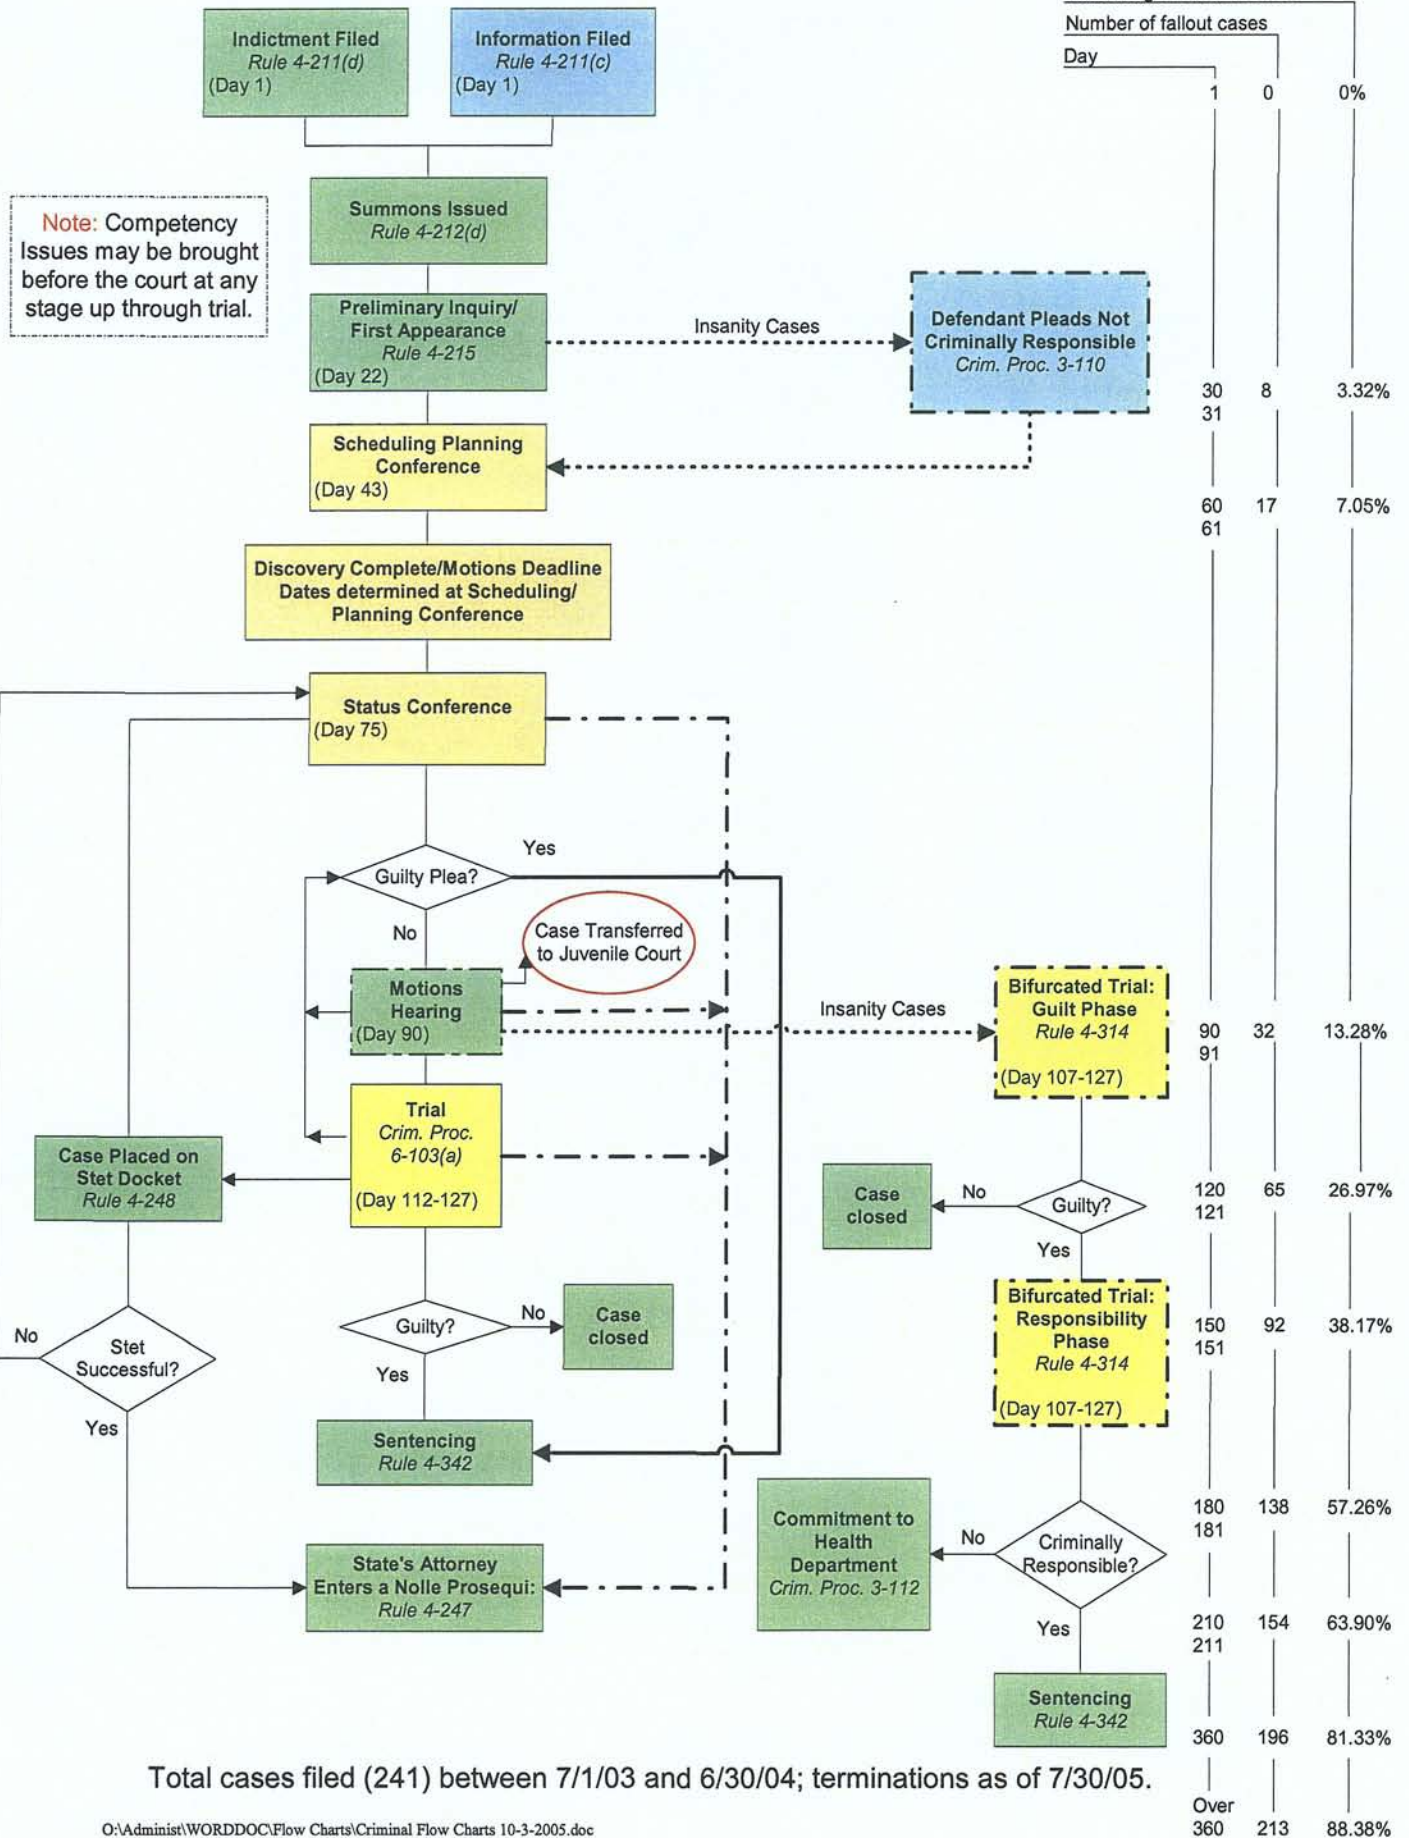 Number of fallout cases
Day
1 0 0%
Indictment Filed
Rule 4-211(d)
(Day 1)
Information Filed
Rule 4-211(c)
(Day 1)
Summons Issued
Rule 4-212(d)
Note: Competency
Issues may be brought
before the court at any
stage up through trial.
Preliminary Inquiry/
First Appearance
Rule 4-215
(Day 22)
Insanity Cases
Defendant Pleads Not
Criminally Responsible
Crim. Proc. 3-110
30 8 3.32%
31
Scheduling Planning
Conference
(Day 43)
60 17 7.05%
61
Discovery Complete/Motions Deadline
Dates determined at Scheduling/
Planning Conference
Status Conference
(Day 75)
Guilty Plea?
Yes
No
Case Transferred
to Juvenile Court
Motions
Hearing
(Day 90)
Insanity Cases
Bifurcated Trial:
Guilt Phase
Rule 4-314
(Day 107-127)
90 32 13.28%
91
Trial
Crim. Proc.
6-103(a)
(Day 112-127)
Case Placed on
Stet Docket
Rule 4-248
Case
closed
No
Guilty?
Yes
120 65 26.97%
121
Guilty?
No
Case
closed
Yes
Bifurcated Trial:
Responsibility
Phase
Rule 4-314
(Day 107-127)
150 92 38.17%
151
No
Stet
Successful?
Yes
Sentencing
Rule 4-342
Commitment to
Health
Department
Crim. Proc. 3-112
No
Criminally
Responsible?
Yes
180 138 57.26%
181
State's Attorney
Enters a Nolle Prosequi:
Rule 4-247
210 154 63.90%
211
Sentencing
Rule 4-342
360 196 81.33%
Total cases filed (241) between 7/1/03 and 6/30/04; terminations as of 7/30/05.
Over
360 213 88.38%
O:\Administ\WORDDOC\Flow Charts\Criminal Flow Charts 10-3-2005.doc